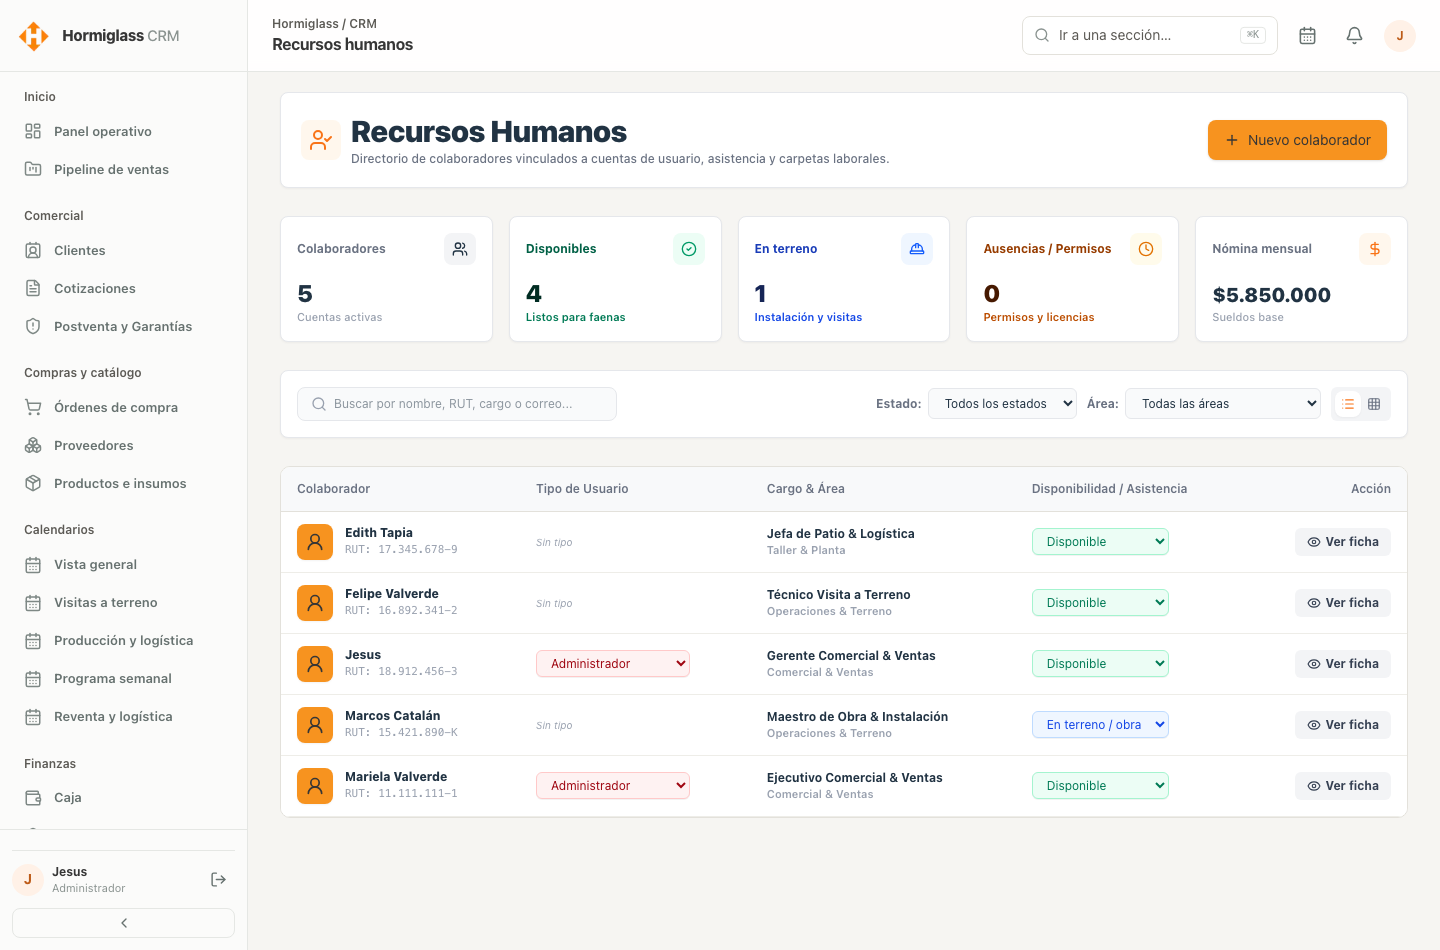 Hormiglass CRM
Inicio
Panel operativo
Pipeline de ventas
Comercial
Clientes
Cotizaciones
Postventa y Garantías
Compras y catálogo
Órdenes de compra
Proveedores
Productos e insumos
Calendarios
Vista general
Visitas a terreno
Producción y logística
Programa semanal
Reventa y logística
Finanzas
Caja
J
Jesus
Administrador
Hormiglass / CRM
Recursos humanos
Ir a una sección...
⌘K
J
Recursos Humanos
Directorio de colaboradores vinculados a cuentas de usuario, asistencia y carpetas laborales.
Nuevo colaborador
Colaboradores
5
Cuentas activas
Disponibles
4
Listos para faenas
En terreno
1
Instalación y visitas
Ausencias / Permisos
0
Permisos y licencias
Nómina mensual
$5.850.000
Sueldos base
Buscar por nombre, RUT, cargo o correo...
Estado: Todos los estados
Área: Todas las áreas
Colaborador Tipo de Usuario Cargo & Área Disponibilidad / Asistencia Acción
Edith Tapia
RUT: 17.345.678-9
Sin tipo
Jefa de Patio & Logística
Taller & Planta
Disponible
Ver ficha
Felipe Valverde
RUT: 16.892.341-2
Sin tipo
Técnico Visita a Terreno
Operaciones & Terreno
Disponible
Ver ficha
Jesus
RUT: 18.912.456-3
Administrador
Gerente Comercial & Ventas
Comercial & Ventas
Disponible
Ver ficha
Marcos Catalán
RUT: 15.421.890-K
Sin tipo
Maestro de Obra & Instalación
Operaciones & Terreno
En terreno / obra
Ver ficha
Mariela Valverde
RUT: 11.111.111-1
Administrador
Ejecutivo Comercial & Ventas
Comercial & Ventas
Disponible
Ver ficha